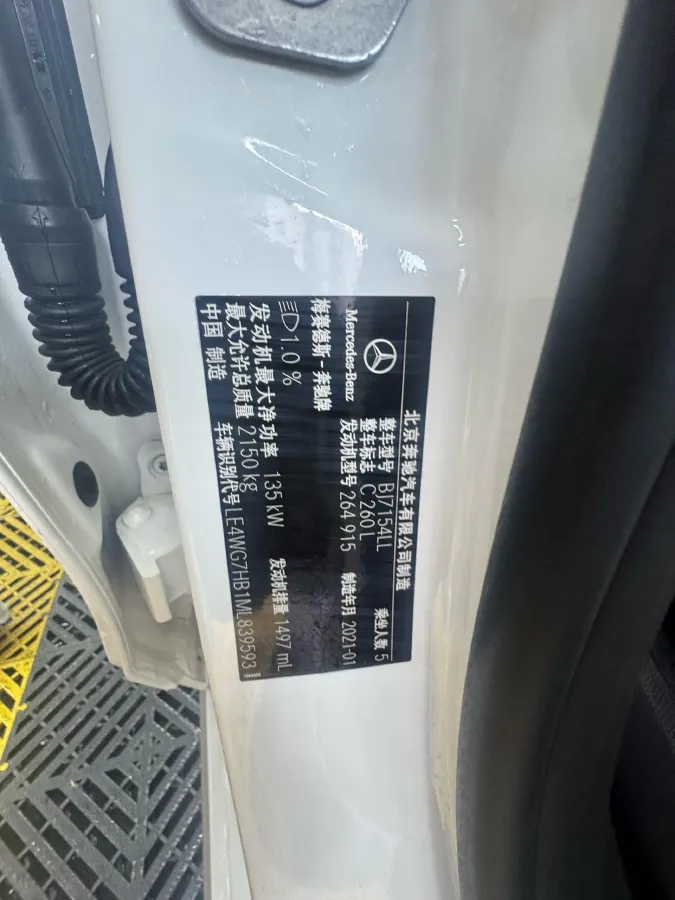 北京奔驰汽车有限公司制造
Mercedes-Benz
梅赛德斯-奔驰牌
整车型号 BJ7154LL 乘坐人数 5
整车标志 C 260 L
发动机型号 264 915 制造年月 2021-01
1.0 %
发动机最大净功率 135 kW 发动机排量 1497 mL
最大允许总质量 2150 kg
中国 制造 车辆识别代号 LE4WG7HB1ML839593